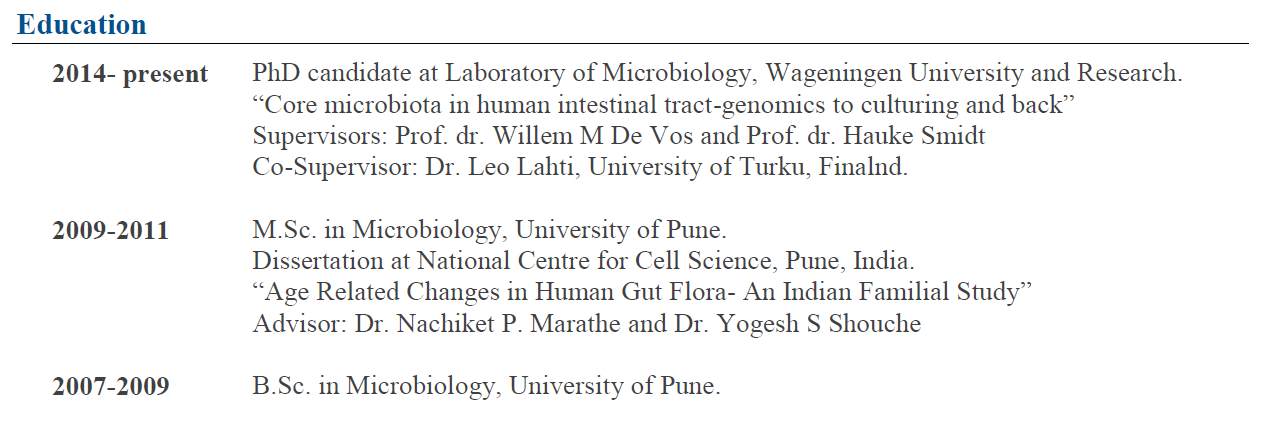 Education
2014- present PhD candidate at Laboratory of Microbiology, Wageningen University and Research.
“Core microbiota in human intestinal tract-genomics to culturing and back”
Supervisors: Prof. dr. Willem M De Vos and Prof. dr. Hauke Smidt
Co-Supervisor: Dr. Leo Lahti, University of Turku, Finalnd.
2009-2011 M.Sc. in Microbiology, University of Pune.
Dissertation at National Centre for Cell Science, Pune, India.
“Age Related Changes in Human Gut Flora- An Indian Familial Study”
Advisor: Dr. Nachiket P. Marathe and Dr. Yogesh S Shouche
2007-2009 B.Sc. in Microbiology, University of Pune.